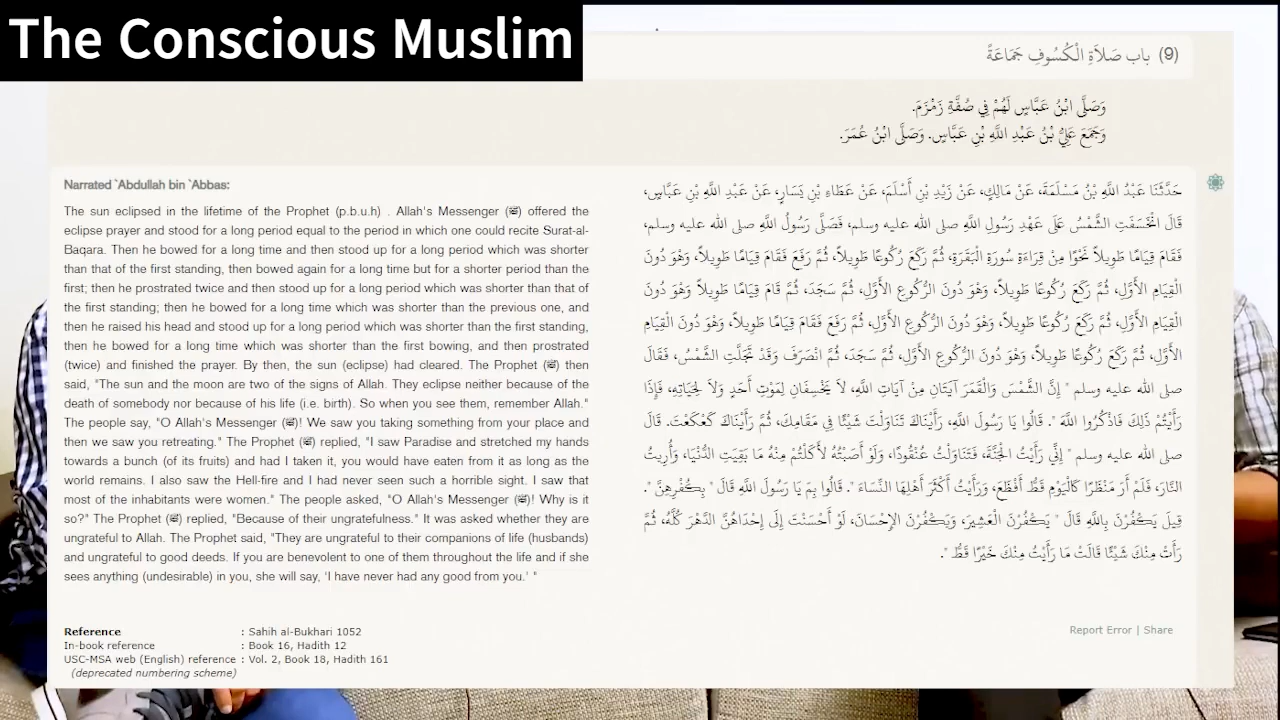 The Conscious Muslim
(9) باب صَلاَةِ الْكُسُوفِ جَمَاعَةً
وَصَلَّى ابْنُ عَبَّاسٍ لَهُمْ فِي صُفَّةِ زَمْزَمَ.
وَجَمَعَ عَلِيُّ بْنُ عَبْدِ اللَّهِ بْنِ عَبَّاسٍ. وَصَلَّى ابْنُ عُمَرَ.
Narrated `Abdullah bin `Abbas:
The sun eclipsed in the lifetime of the Prophet (p.b.u.h) . Allah's Messenger (ﷺ) offered the
eclipse prayer and stood for a long period equal to the period in which one could recite Surat-al-
Baqara. Then he bowed for a long time and then stood up for a long period which was shorter
than that of the first standing, then bowed again for a long time but for a shorter period than the
first; then he prostrated twice and then stood up for a long period which was shorter than that of
the first standing; then he bowed for a long time which was shorter than the previous one, and
then he raised his head and stood up for a long period which was shorter than the first standing,
then he bowed for a long time which was shorter than the first bowing, and then prostrated
(twice) and finished the prayer. By then, the sun (eclipse) had cleared. The Prophet (ﷺ) then
said, "The sun and the moon are two of the signs of Allah. They eclipse neither because of the
death of somebody nor because of his life (i.e. birth). So when you see them, remember Allah."
The people say, "O Allah's Messenger (ﷺ)! We saw you taking something from your place and
then we saw you retreating." The Prophet (ﷺ) replied, "I saw Paradise and stretched my hands
towards a bunch (of its fruits) and had I taken it, you would have eaten from it as long as the
world remains. I also saw the Hell-fire and I had never seen such a horrible sight. I saw that
most of the inhabitants were women." The people asked, "O Allah's Messenger (ﷺ)! Why is it
so?" The Prophet (ﷺ) replied, "Because of their ungratefulness." It was asked whether they are
ungrateful to Allah. The Prophet said, "They are ungrateful to their companions of life (husbands)
and ungrateful to good deeds. If you are benevolent to one of them throughout the life and if she
sees anything (undesirable) in you, she will say, 'I have never had any good from you.' "
حَدَّثَنَا عَبْدُ اللَّهِ بْنُ مَسْلَمَةَ، عَنْ مَالِكٍ، عَنْ زَيْدِ بْنِ أَسْلَمَ، عَنْ عَطَاءِ بْنِ يَسَارٍ، عَنْ عَبْدِ اللَّهِ بْنِ عَبَّاسٍ،
قَالَ انْخَسَفَتِ الشَّمْسُ عَلَى عَهْدِ رَسُولِ اللَّهِ صلى الله عليه وسلم، فَصَلَّى رَسُولُ اللَّهِ صلى الله عليه وسلم،
فَقَامَ قِيَامًا طَوِيلاً نَحْوًا مِنْ قِرَاءَةِ سُورَةِ الْبَقَرَةِ، ثُمَّ رَكَعَ رُكُوعًا طَوِيلاً، ثُمَّ رَفَعَ فَقَامَ قِيَامًا طَوِيلاً، وَهْوَ دُونَ
الْقِيَامِ الأَوَّلِ، ثُمَّ رَكَعَ رُكُوعًا طَوِيلاً، وَهْوَ دُونَ الرُّكُوعِ الأَوَّلِ، ثُمَّ سَجَدَ، ثُمَّ قَامَ قِيَامًا طَوِيلاً وَهْوَ دُونَ
الْقِيَامِ الأَوَّلِ، ثُمَّ رَكَعَ رُكُوعًا طَوِيلاً، وَهْوَ دُونَ الرُّكُوعِ الأَوَّلِ، ثُمَّ رَفَعَ فَقَامَ قِيَامًا طَوِيلاً، وَهْوَ دُونَ الْقِيَامِ
الأَوَّلِ، ثُمَّ رَكَعَ رُكُوعًا طَوِيلاً، وَهْوَ دُونَ الرُّكُوعِ الأَوَّلِ، ثُمَّ سَجَدَ، ثُمَّ انْصَرَفَ وَقَدْ تَجَلَّتِ الشَّمْسُ، فَقَالَ
صلى الله عليه وسلم " إِنَّ الشَّمْسَ وَالْقَمَرَ آيَتَانِ مِنْ آيَاتِ اللَّهِ، لاَ يَخْسِفَانِ لِمَوْتِ أَحَدٍ وَلاَ لِحَيَاتِهِ، فَإِذَا
رَأَيْتُمْ ذَلِكَ فَاذْكُرُوا اللَّهَ ". قَالُوا يَا رَسُولَ اللَّهِ، رَأَيْنَاكَ تَنَاوَلْتَ شَيْئًا فِي مَقَامِكَ، ثُمَّ رَأَيْنَاكَ كَعْكَعْتَ. قَالَ
صلى الله عليه وسلم " إِنِّي رَأَيْتُ الْجَنَّةَ، فَتَنَاوَلْتُ عُنْقُودًا، وَلَوْ أَصَبْتُهُ لأَكَلْتُمْ مِنْهُ مَا بَقِيَتِ الدُّنْيَا، وَأُرِيتُ
النَّارَ، فَلَمْ أَرَ مَنْظَرًا كَالْيَوْمِ قَطُّ أَفْظَعَ، وَرَأَيْتُ أَكْثَرَ أَهْلِهَا النِّسَاءَ ". قَالُوا بِمَ يَا رَسُولَ اللَّهِ قَالَ " بِكُفْرِهِنَّ ".
قِيلَ يَكْفُرْنَ بِاللَّهِ قَالَ " يَكْفُرْنَ الْعَشِيرَ، وَيَكْفُرْنَ الإِحْسَانَ، لَوْ أَحْسَنْتَ إِلَى إِحْدَاهُنَّ الدَّهْرَ كُلَّهُ، ثُمَّ
رَأَتْ مِنْكَ شَيْئًا قَالَتْ مَا رَأَيْتُ مِنْكَ خَيْرًا قَطُّ ".
Reference : Sahih al-Bukhari 1052
In-book reference : Book 16, Hadith 12
USC-MSA web (English) reference : Vol. 2, Book 18, Hadith 161
(deprecated numbering scheme)
Report Error | Share